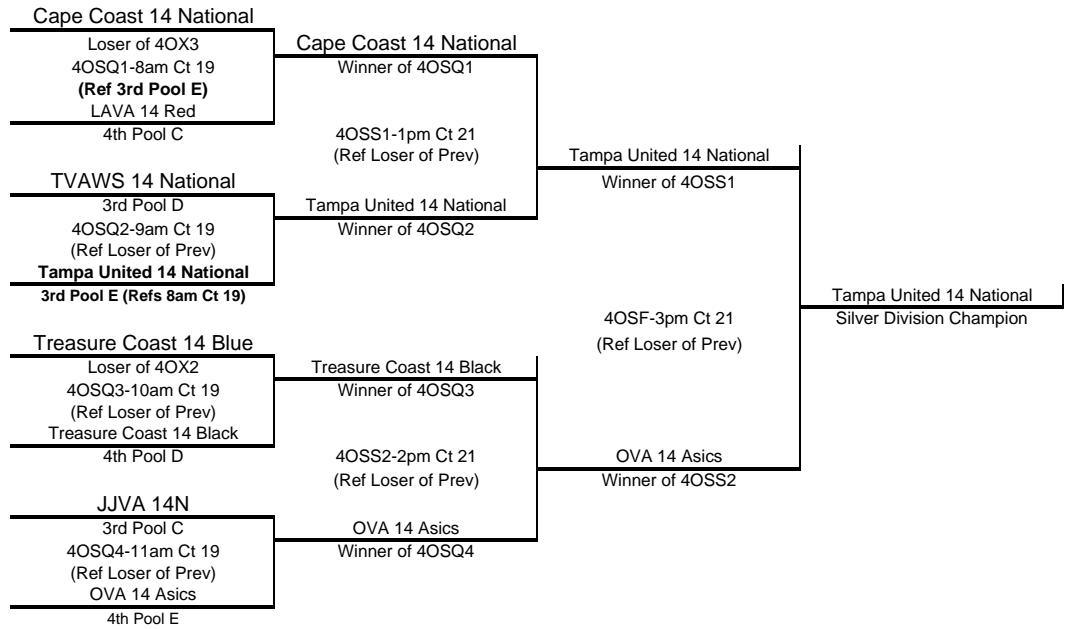 Cape Coast 14 National
Loser of 4OX3
4OSQ1-8am Ct 19
(Ref 3rd Pool E)
LAVA 14 Red
4th Pool C
TVAWS 14 National
3rd Pool D
4OSQ2-9am Ct 19
(Ref Loser of Prev)
Tampa United 14 National
3rd Pool E (Refs 8am Ct 19)
Treasure Coast 14 Blue
Loser of 4OX2
4OSQ3-10am Ct 19
(Ref Loser of Prev)
Treasure Coast 14 Black
4th Pool D
JJVA 14N
3rd Pool C
4OSQ4-11am Ct 19
(Ref Loser of Prev)
OVA 14 Asics
4th Pool E
Cape Coast 14 National
Winner of 4OSQ1
4OSS1-1pm Ct 21
(Ref Loser of Prev)
Tampa United 14 National
Winner of 4OSQ2
Treasure Coast 14 Black
Winner of 4OSQ3
4OSS2-2pm Ct 21
(Ref Loser of Prev)
OVA 14 Asics
Winner of 4OSQ4
Tampa United 14 National
Winner of 4OSS1
4OSF-3pm Ct 21
(Ref Loser of Prev)
OVA 14 Asics
Winner of 4OSS2
Tampa United 14 National
Silver Division Champion